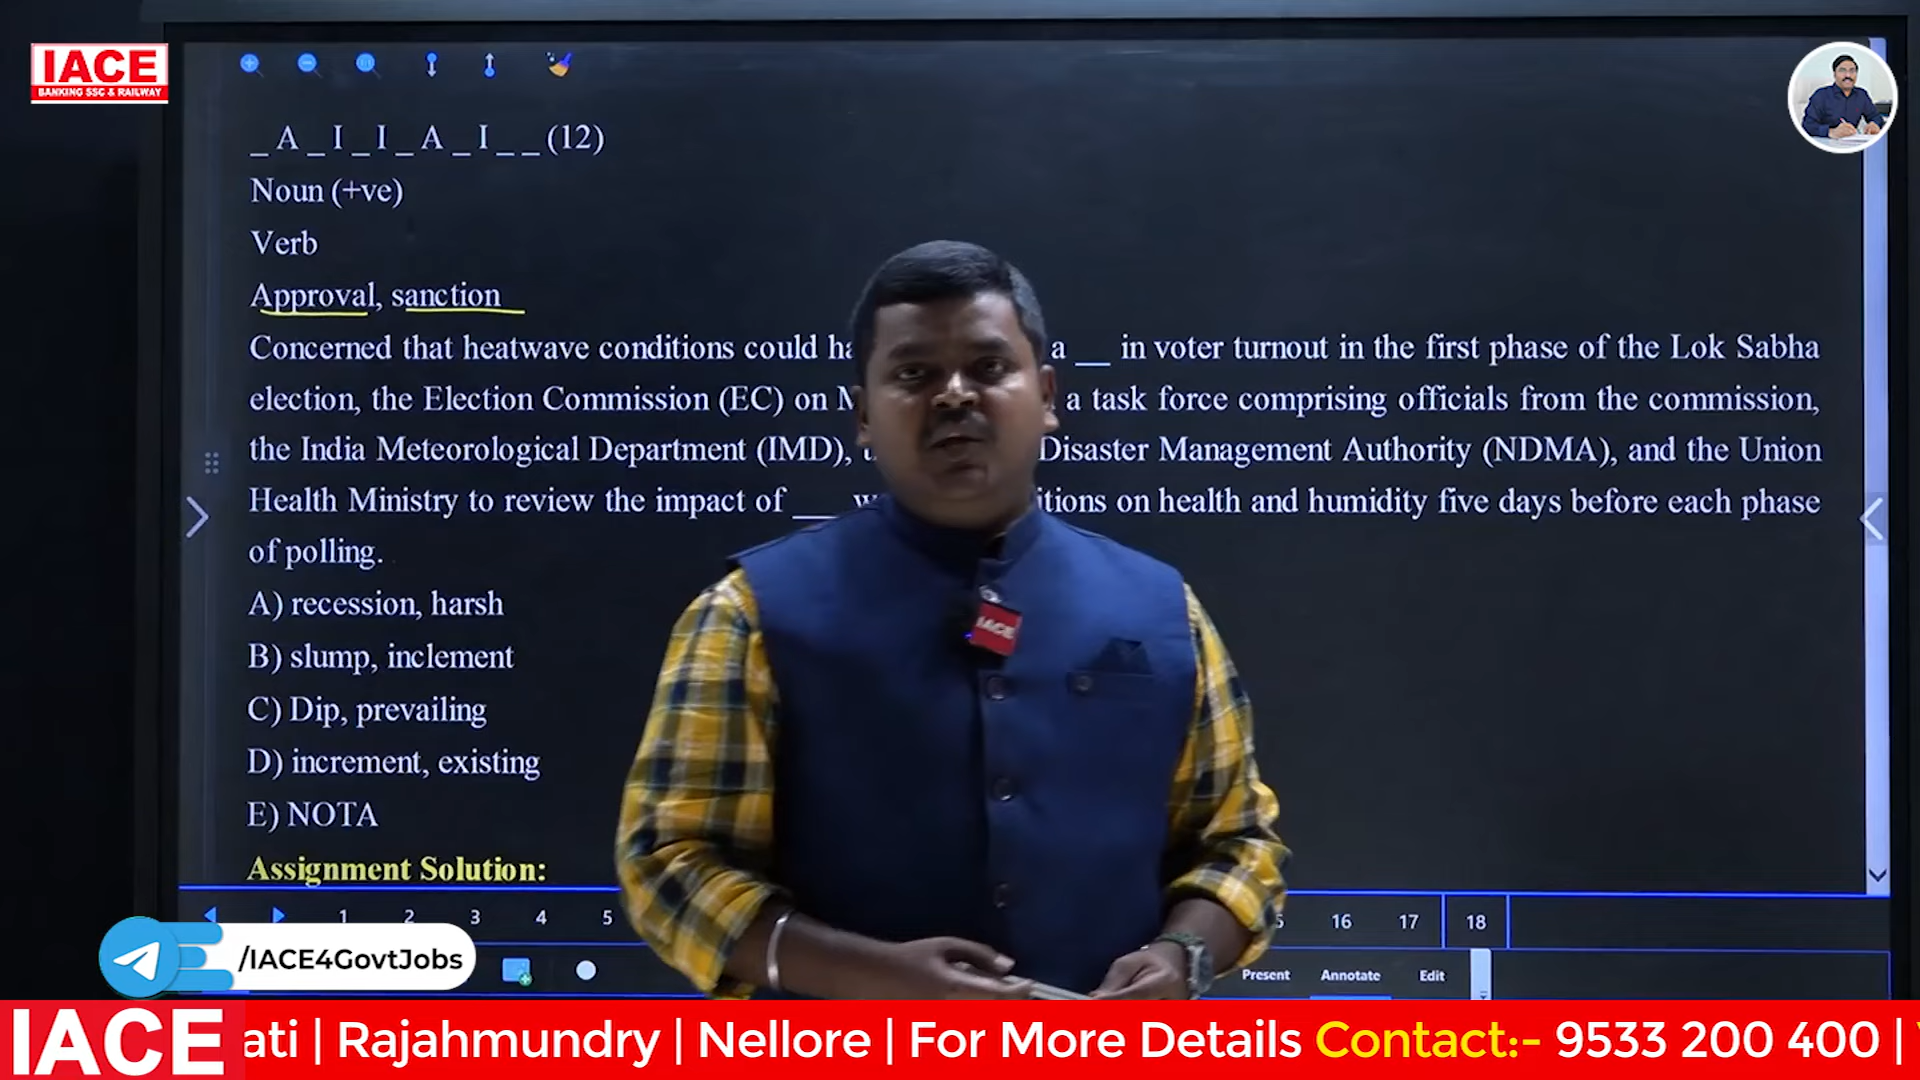 IACE
BANKING SSC & RAILWAY
_ A _ I _ I _ A _ I _ _ (12)
Noun (+ve)
Verb
Approval, sanction
Concerned that heatwave conditions could a __ in voter turnout in the first phase of the Lok Sabha
election, the Election Commission (EC) on a task force comprising officials from the commission,
the India Meteorological Department (IMD), Disaster Management Authority (NDMA), and the Union
Health Ministry to review the impact of ___ on health and humidity five days before each phase
of polling.
A) recession, harsh
B) slump, inclement
C) Dip, prevailing
D) increment, existing
E) NOTA
Assignment Solution:
IACE
1 2 3 4 5 16 17 18
/IACE4GovtJobs
Present Annotate Edit
IACE ati | Rajahmundry | Nellore | For More Details Contact:- 9533 200 400 |